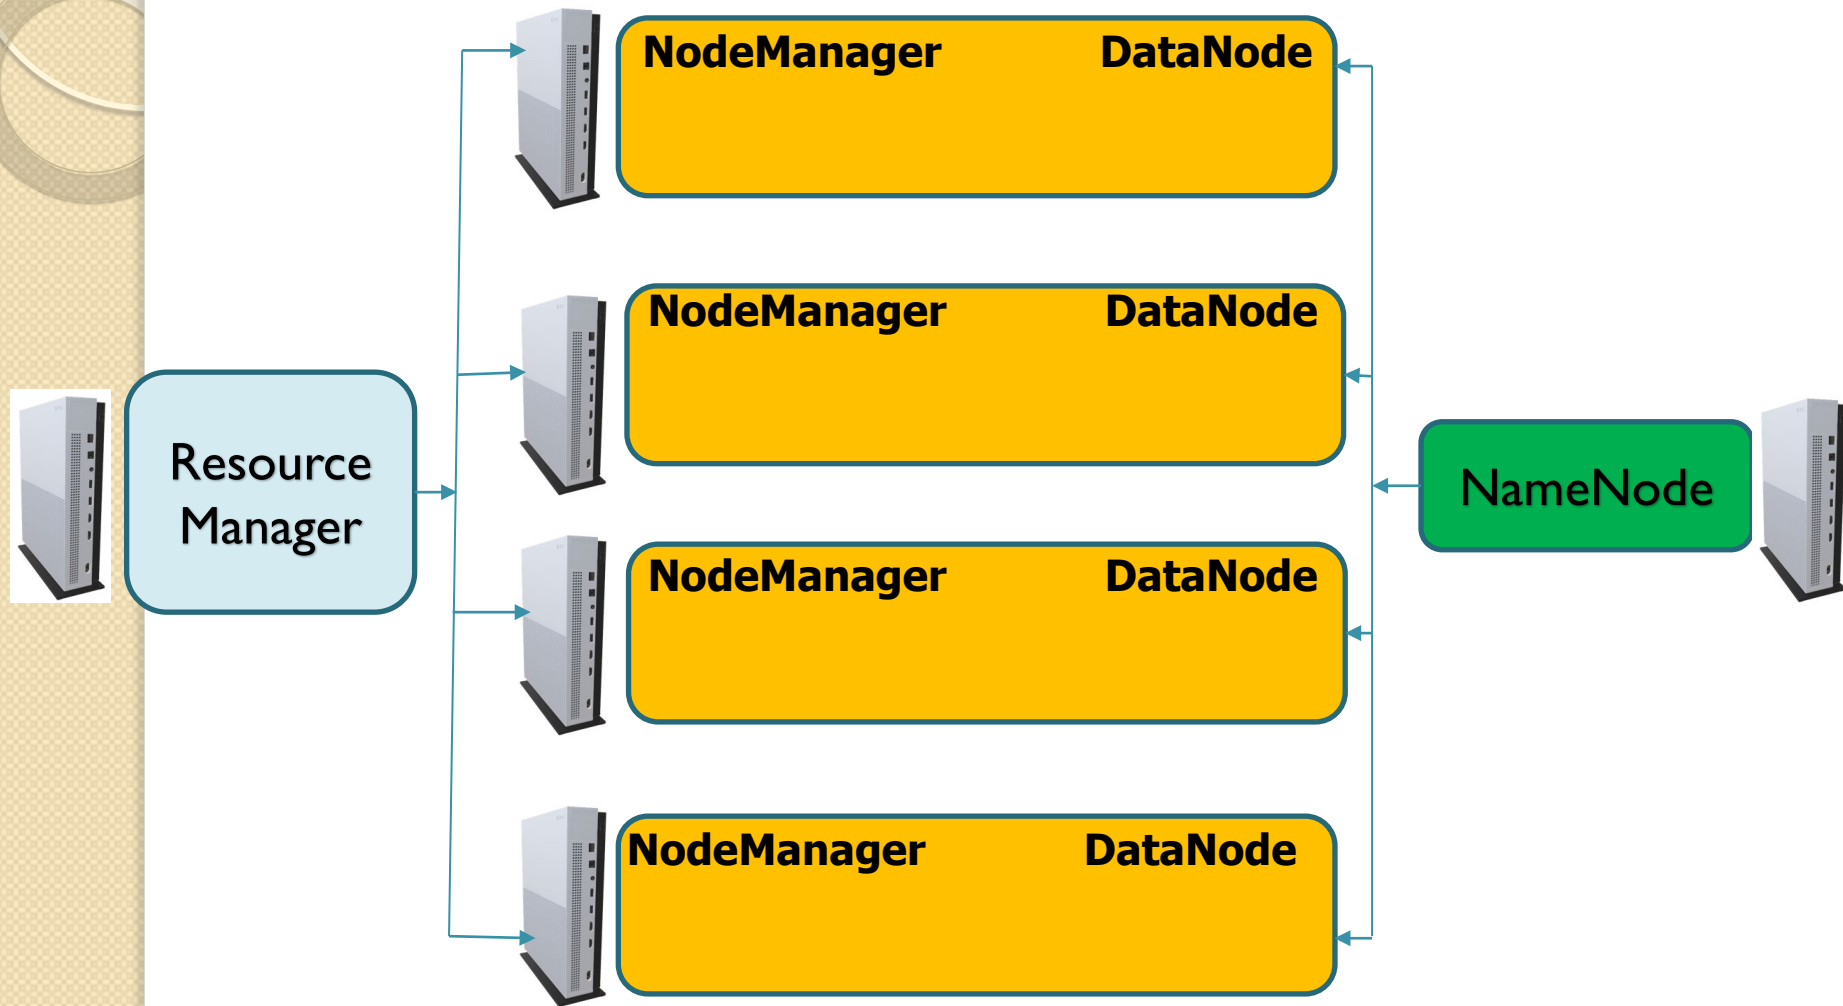 NodeManager DataNode
NodeManager DataNode
Resource
Manager
NameNode
NodeManager DataNode
NodeManager DataNode